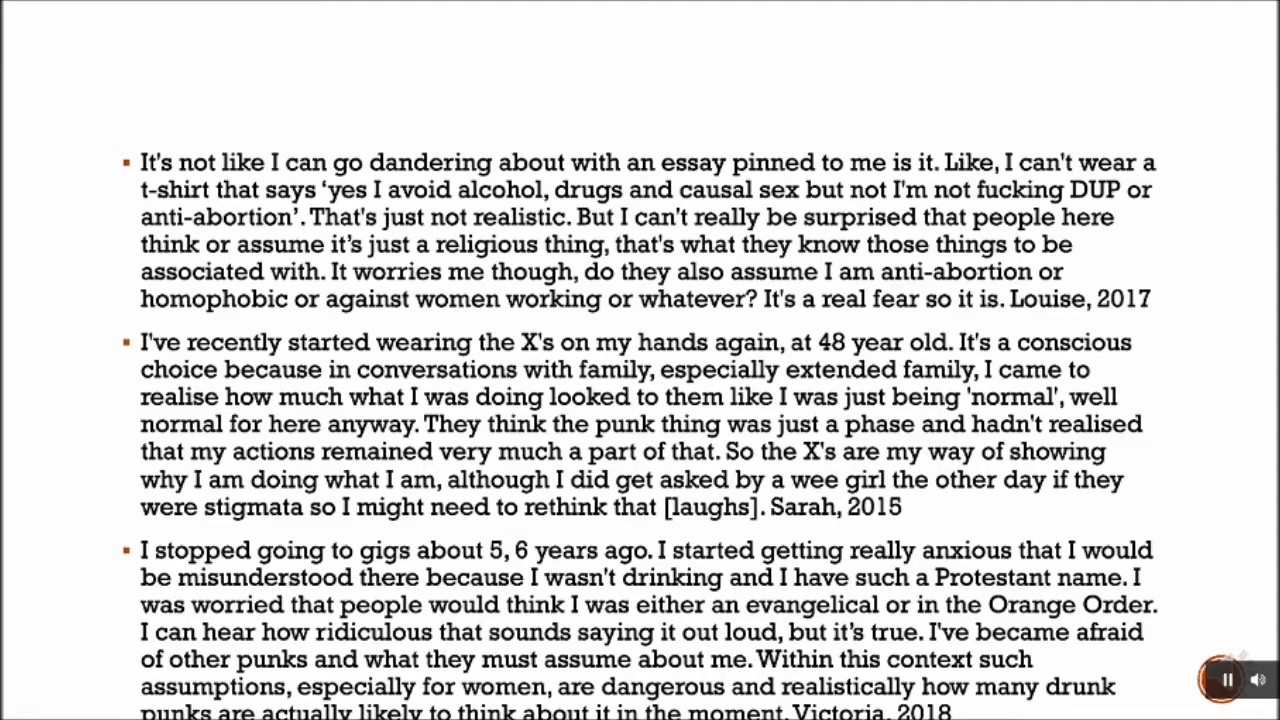 ▪ It's not like I can go dandering about with an essay pinned to me is it. Like, I can't wear a
t-shirt that says ‘yes I avoid alcohol, drugs and causal sex but not I'm not fucking DUP or
anti-abortion’. That's just not realistic. But I can't really be surprised that people here
think or assume it’s just a religious thing, that's what they know those things to be
associated with. It worries me though, do they also assume I am anti-abortion or
homophobic or against women working or whatever? It's a real fear so it is. Louise, 2017
▪ I've recently started wearing the X's on my hands again, at 48 year old. It's a conscious
choice because in conversations with family, especially extended family, I came to
realise how much what I was doing looked to them like I was just being 'normal', well
normal for here anyway. They think the punk thing was just a phase and hadn't realised
that my actions remained very much a part of that. So the X's are my way of showing
why I am doing what I am, although I did get asked by a wee girl the other day if they
were stigmata so I might need to rethink that [laughs]. Sarah, 2015
▪ I stopped going to gigs about 5, 6 years ago. I started getting really anxious that I would
be misunderstood there because I wasn't drinking and I have such a Protestant name. I
was worried that people would think I was either an evangelical or in the Orange Order.
I can hear how ridiculous that sounds saying it out loud, but it’s true. I've became afraid
of other punks and what they must assume about me. Within this context such
assumptions, especially for women, are dangerous and realistically how many drunk
punks are actually likely to think about it in the moment. Victoria, 2018